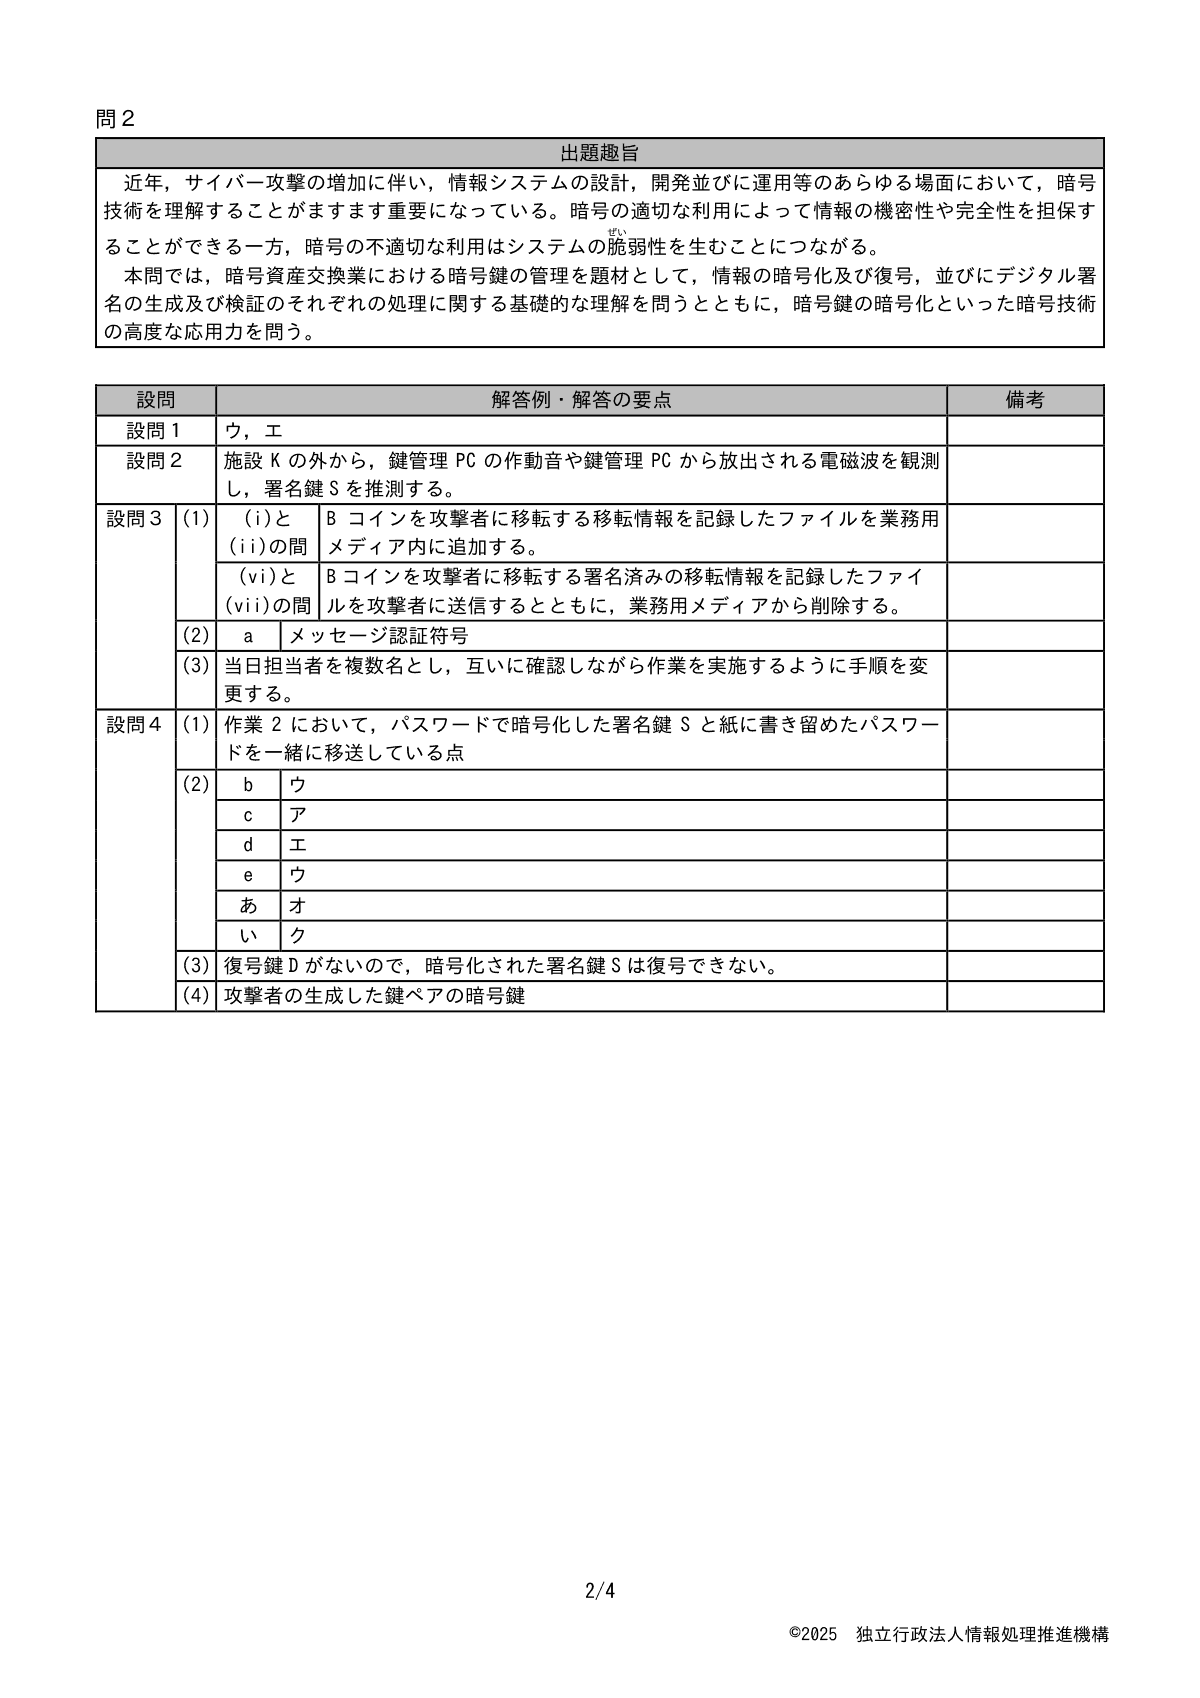 問２
出題趣旨
近年，サイバー攻撃の増加に伴い，情報システムの設計，開発並びに運用等のあらゆる場面において，暗号
技術を理解することがますます重要になっている。暗号の適切な利用によって情報の機密性や完全性を担保す
ぜい
ることができる一方，暗号の不適切な利用はシステムの脆弱性を生むことにつながる。
本問では，暗号資産交換業における暗号鍵の管理を題材として，情報の暗号化及び復号，並びにデジタル署
名の生成及び検証のそれぞれの処理に関する基礎的な理解を問うとともに，暗号鍵の暗号化といった暗号技術
の高度な応用力を問う。
設問 解答例・解答の要点 備考
設問１ ウ，エ
設問２ 施設 K の外から，鍵管理 PC の作動音や鍵管理 PC から放出される電磁波を観測
し，署名鍵 S を推測する。
設問３ (1) (i)と B コインを攻撃者に移転する移転情報を記録したファイルを業務用
(ii)の間 メディア内に追加する。
(vi)と B コインを攻撃者に移転する署名済みの移転情報を記録したファイ
(vii)の間 ルを攻撃者に送信するとともに，業務用メディアから削除する。
(2) a メッセージ認証符号
(3) 当日担当者を複数名とし，互いに確認しながら作業を実施するように手順を変
更する。
設問４ (1) 作業 2 において，パスワードで暗号化した署名鍵 S と紙に書き留めたパスワー
ドを一緒に移送している点
(2) b ウ
c ア
d エ
e ウ
あ オ
い ク
(3) 復号鍵 D がないので，暗号化された署名鍵 S は復号できない。
(4) 攻撃者の生成した鍵ペアの暗号鍵
2/4
©2025 独立行政法人情報処理推進機構